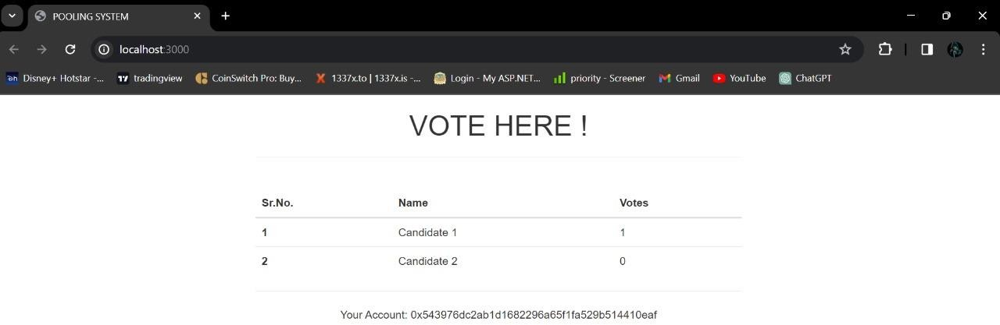 POOLING SYSTEM
localhost:3000
Disney+ Hotstar -... tradingview CoinSwitch Pro: Buy... 1337x.to | 1337x.is -... Login - My ASP.NET... priority - Screener Gmail YouTube ChatGPT
VOTE HERE !
Sr.No. Name Votes
1 Candidate 1 1
2 Candidate 2 0
Your Account: 0x543976dc2ab1d1682296a65f1fa529b514410eaf